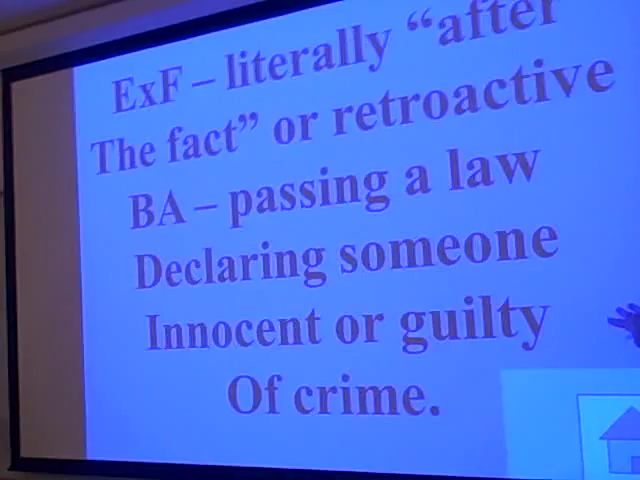 ExF – literally “after
The fact” or retroactive
BA – passing a law
Declaring someone
Innocent or guilty
Of crime.